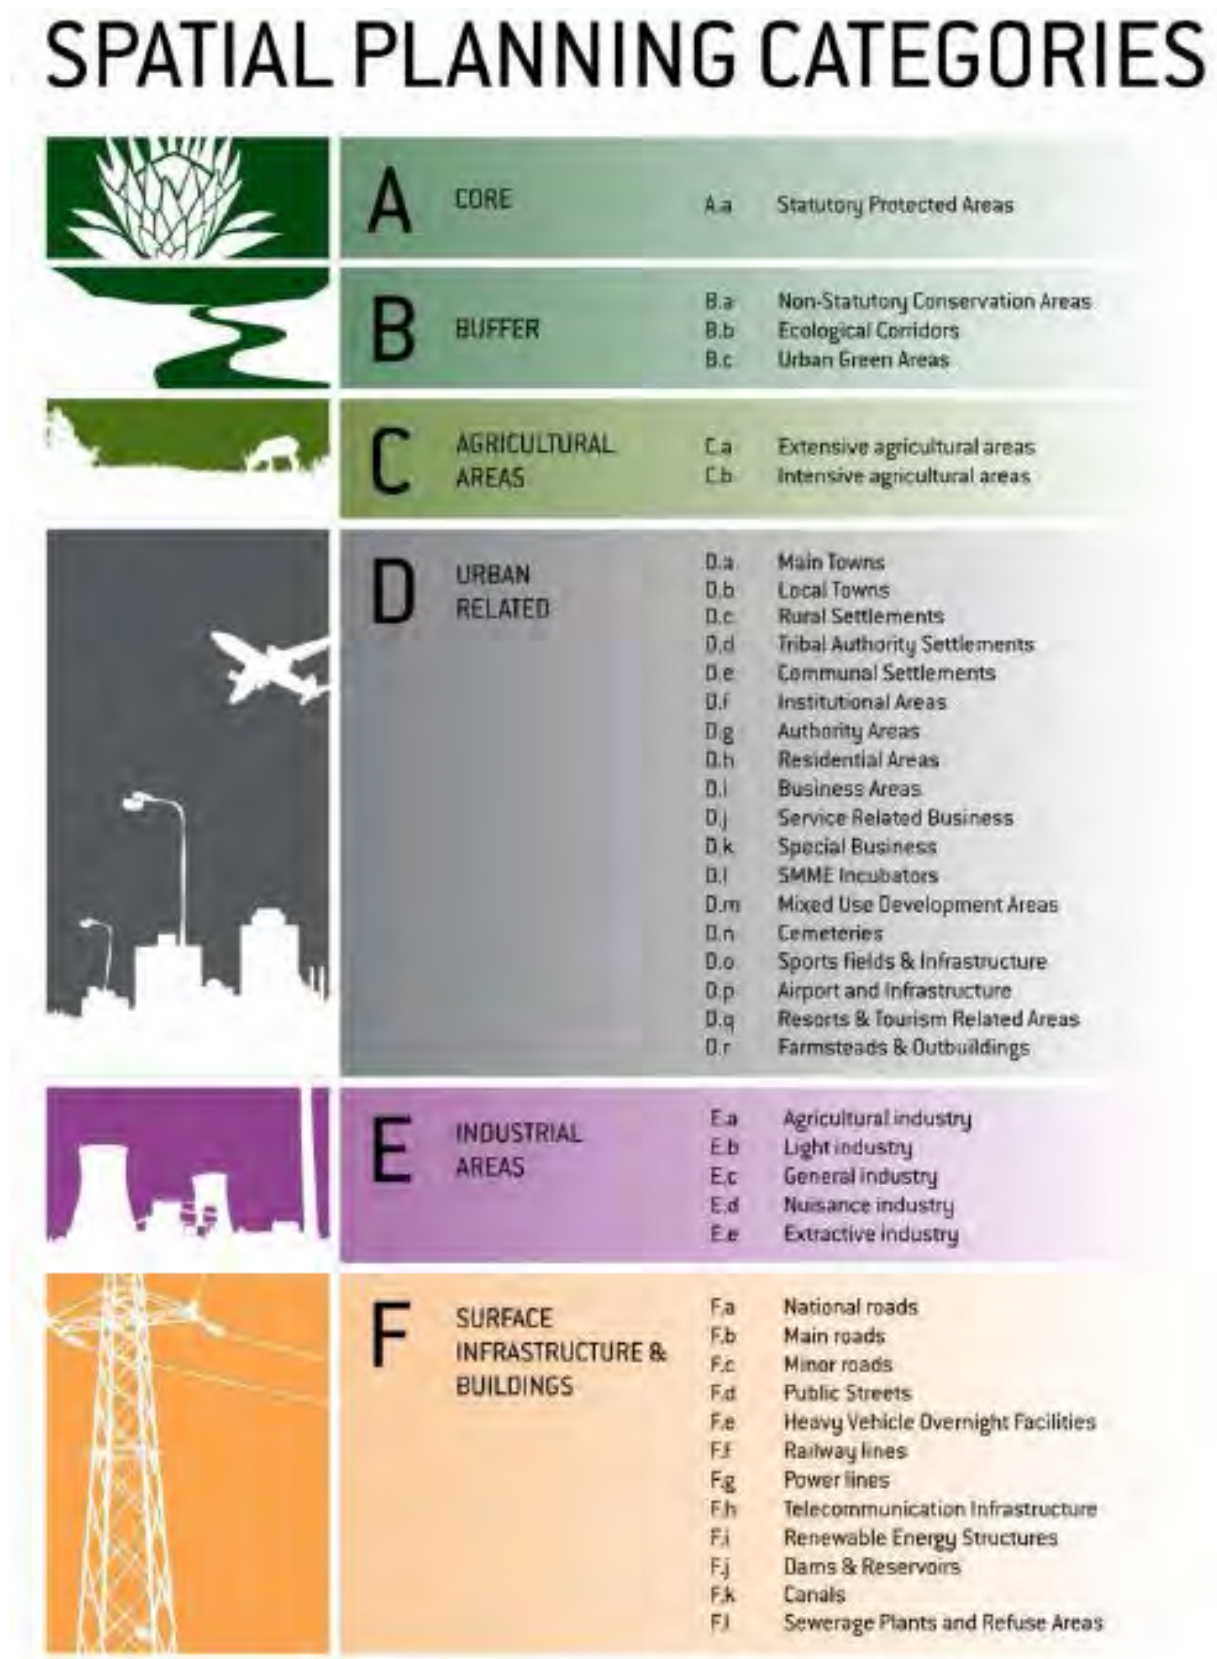 SPATIAL PLANNING CATEGORIES
A CORE
A.a Statutory Protected Areas
B BUFFER
B.a Non-Statutory Conservation Areas
B.b Ecological Corridors
B.c Urban Green Areas
C AGRICULTURAL
AREAS
C.a Extensive agricultural areas
C.b Intensive agricultural areas
D URBAN
RELATED
D.a Main Towns
D.b Local Towns
D.c Rural Settlements
D.d Tribal Authority Settlements
D.e Communal Settlements
D.f Institutional Areas
D.g Authority Areas
D.h Residential Areas
D.i Business Areas
D.j Service Related Business
D.k Special Business
D.l SMME Incubators
D.m Mixed Use Development Areas
D.n Cemeteries
D.o Sports fields & Infrastructure
D.p Airport and Infrastructure
D.q Resorts & Tourism Related Areas
D.r Farmsteads & Outbuildings
E INDUSTRIAL
AREAS
E.a Agricultural industry
E.b Light industry
E.c General industry
E.d Nuisance industry
E.e Extractive industry
F SURFACE
INFRASTRUCTURE &
BUILDINGS
F.a National roads
F.b Main roads
F.c Minor roads
F.d Public Streets
F.e Heavy Vehicle Overnight Facilities
F.f Railway lines
F.g Power lines
F.h Telecommunication Infrastructure
F.i Renewable Energy Structures
F.j Dams & Reservoirs
F.k Canals
F.l Sewerage Plants and Refuse Areas